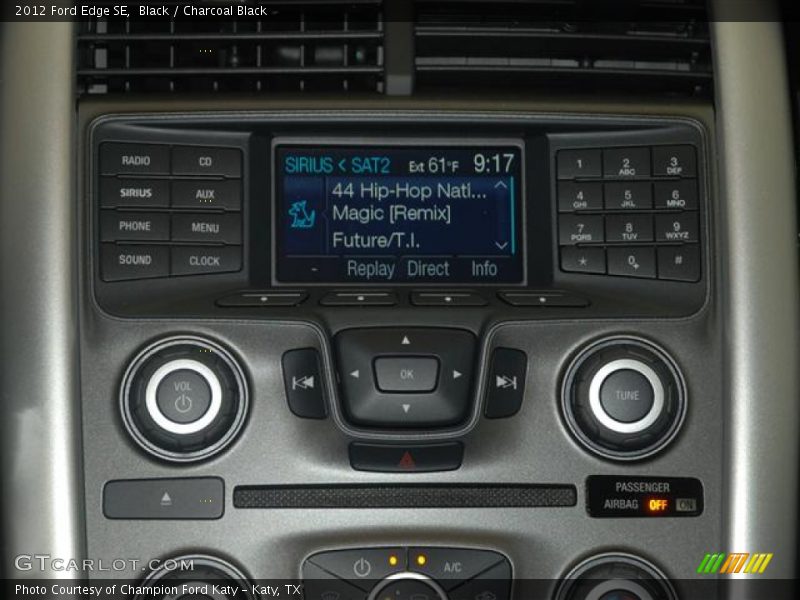 2012 Ford Edge SE, Black / Charcoal Black
RADIO CD
SIRIUS AUX
PHONE MENU
SOUND CLOCK
SIRIUS < SAT2 Ext 61°F 9:17
44 Hip-Hop Natl...
Magic [Remix]
Future/T.I.
- Replay Direct Info
1 2 ABC 3 DEF
4 GHI 5 JKL 6 MNO
7 PQRS 8 TUV 9 WXYZ
* 0 + #
VOL
OK
TUNE
PASSENGER
AIRBAG OFF ON
A/C
GTCARLOT.COM
Photo Courtesy of Champion Ford Katy - Katy, TX